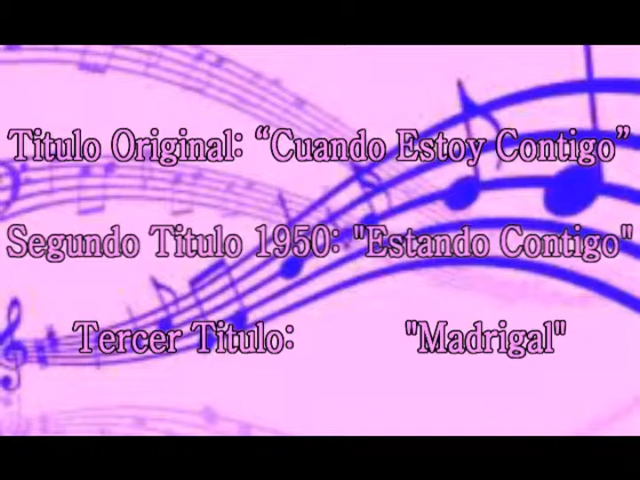 Titulo Original: “Cuando Estoy Contigo”
Segundo Titulo 1950: "Estando Contigo"
Tercer Titulo: "Madrigal"